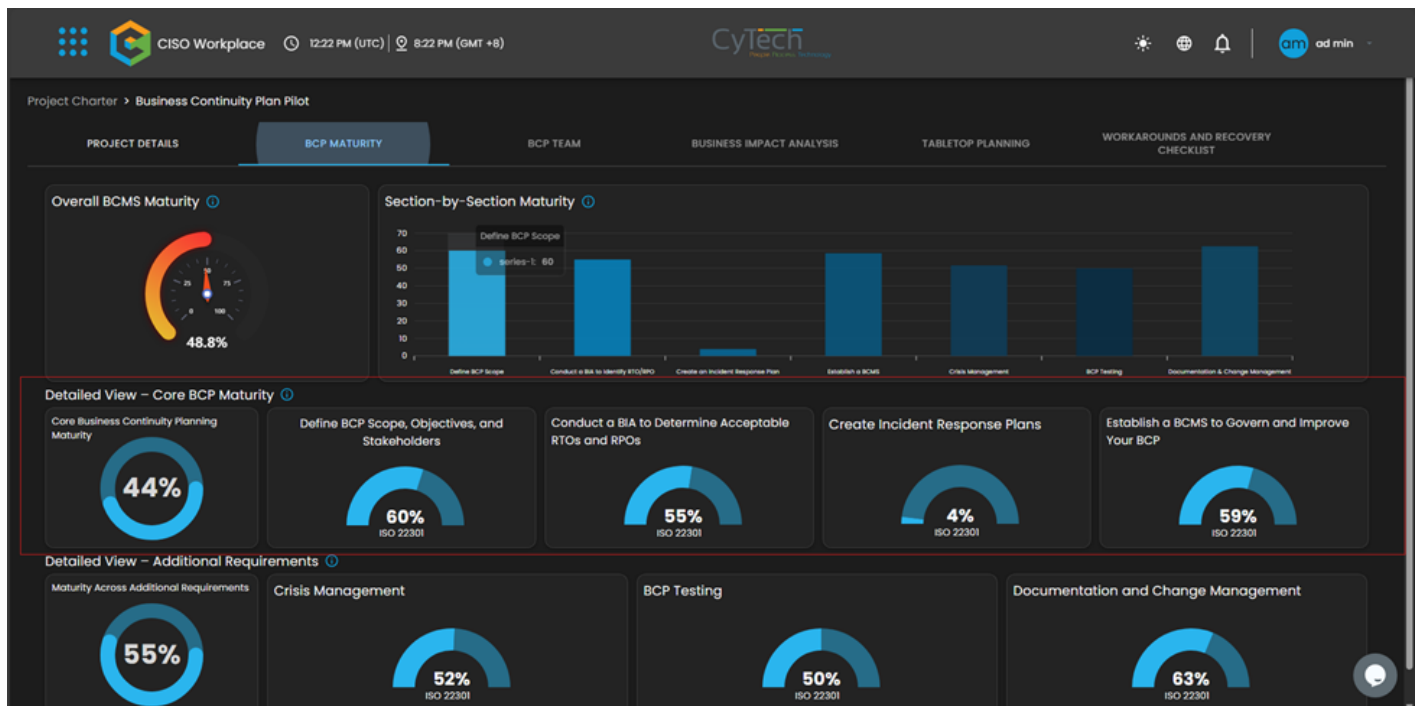 CISO Workplace 12:22 PM (UTC) 8:22 PM (GMT +8)
CyTech
People. Process. Technology.
am ad min
Project Charter > Business Continuity Plan Pilot
PROJECT DETAILS
BCP MATURITY
BCP TEAM
BUSINESS IMPACT ANALYSIS
TABLETOP PLANNING
WORKAROUNDS AND RECOVERY
CHECKLIST
Overall BCMS Maturity
0
25
50
75
100
48.8%
Section-by-Section Maturity
70
60
50
40
30
20
10
0
Define BCP Scope
series-1: 60
Define BCP Scope
Conduct a BIA to Identify RTO/RPO
Create an Incident Response Plan
Establish a BCMS
Crisis Management
BCP Testing
Documentation & Change Management
Detailed View – Core BCP Maturity
Core Business Continuity Planning
Maturity
44%
Define BCP Scope, Objectives, and
Stakeholders
60%
ISO 22301
Conduct a BIA to Determine Acceptable
RTOs and RPOs
55%
ISO 22301
Create Incident Response Plans
4%
ISO 22301
Establish a BCMS to Govern and Improve
Your BCP
59%
ISO 22301
Detailed View – Additional Requirements
Maturity Across Additional Requirements
55%
Crisis Management
52%
ISO 22301
BCP Testing
50%
ISO 22301
Documentation and Change Management
63%
ISO 22301